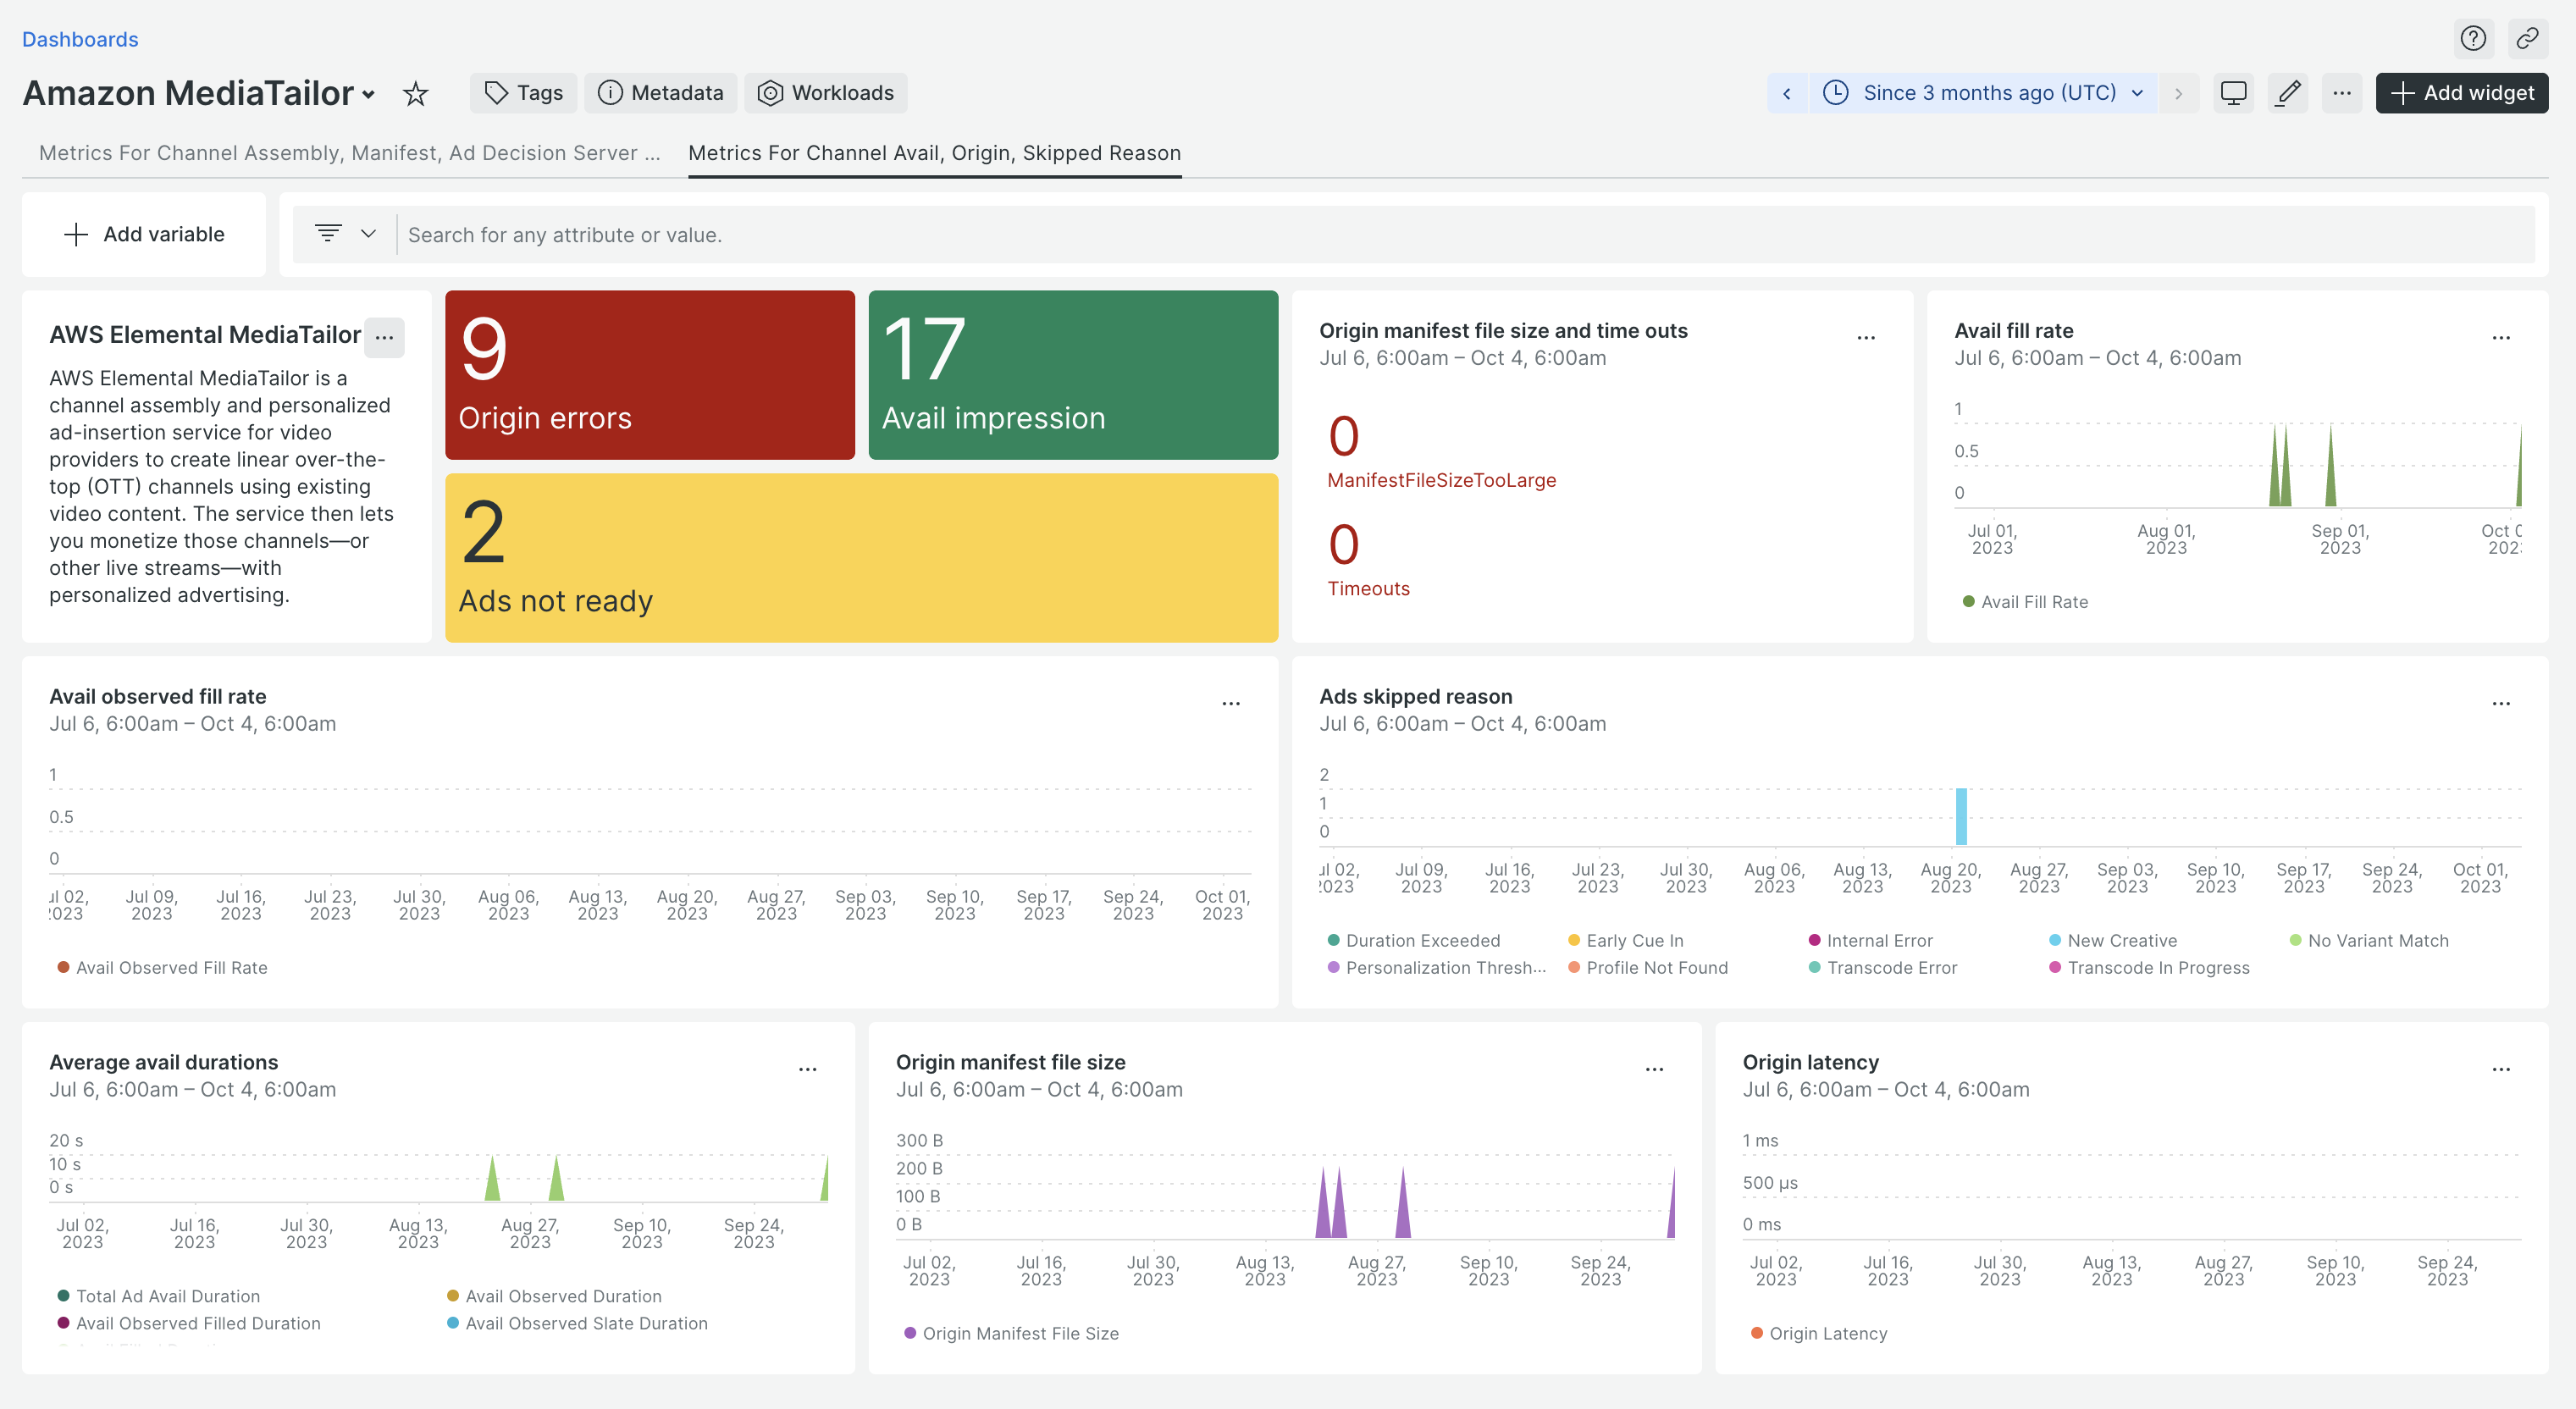 Dashboards
Amazon MediaTailor
Tags
Metadata
Workloads
Since 3 months ago (UTC)
Add widget
Metrics For Channel Assembly, Manifest, Ad Decision Server ...
Metrics For Channel Avail, Origin, Skipped Reason
Add variable
Search for any attribute or value.
AWS Elemental MediaTailor
AWS Elemental MediaTailor is a
channel assembly and personalized
ad-insertion service for video
providers to create linear over-the-
top (OTT) channels using existing
video content. The service then lets
you monetize those channels—or
other live streams—with
personalized advertising.
9
Origin errors
17
Avail impression
2
Ads not ready
Origin manifest file size and time outs
Jul 6, 6:00am – Oct 4, 6:00am
0
ManifestFileSizeTooLarge
0
Timeouts
Avail fill rate
Jul 6, 6:00am – Oct 4, 6:00am
1
0.5
0
Jul 01, Aug 01, Sep 01, Oct
2023 2023 2023
Avail Fill Rate
Avail observed fill rate
Jul 6, 6:00am – Oct 4, 6:00am
1
0.5
0
02, Jul 09, Jul 16, Jul 23, Jul 30, Aug 06, Aug 13, Aug 20, Aug 27, Sep 03, Sep 10, Sep 17, Sep 24, Oct 01,
2023 2023 2023 2023 2023 2023 2023 2023 2023 2023 2023 2023 2023 2023
Avail Observed Fill Rate
Ads skipped reason
Jul 6, 6:00am – Oct 4, 6:00am
2
1
0
02, Jul 09, Jul 16, Jul 23, Jul 30, Aug 06, Aug 13, Aug 20, Aug 27, Sep 03, Sep 10, Sep 17, Sep 24, Oct 01,
2023 2023 2023 2023 2023 2023 2023 2023 2023 2023 2023 2023 2023 2023
Duration Exceeded Early Cue In Internal Error New Creative No Variant Match
Personalization Thresh... Profile Not Found Transcode Error Transcode In Progress
Average avail durations
Jul 6, 6:00am – Oct 4, 6:00am
20 s
10 s
0 s
Jul 02, Jul 16, Jul 30, Aug 13, Aug 27, Sep 10, Sep 24,
2023 2023 2023 2023 2023 2023 2023
Total Ad Avail Duration Avail Observed Duration
Avail Observed Filled Duration Avail Observed Slate Duration
Origin manifest file size
Jul 6, 6:00am – Oct 4, 6:00am
300 B
200 B
100 B
0 B
Jul 02, Jul 16, Jul 30, Aug 13, Aug 27, Sep 10, Sep 24,
2023 2023 2023 2023 2023 2023 2023
Origin Manifest File Size
Origin latency
Jul 6, 6:00am – Oct 4, 6:00am
1 ms
500 µs
0 ms
Jul 02, Jul 16, Jul 30, Aug 13, Aug 27, Sep 10, Sep 24,
2023 2023 2023 2023 2023 2023 2023
Origin Latency